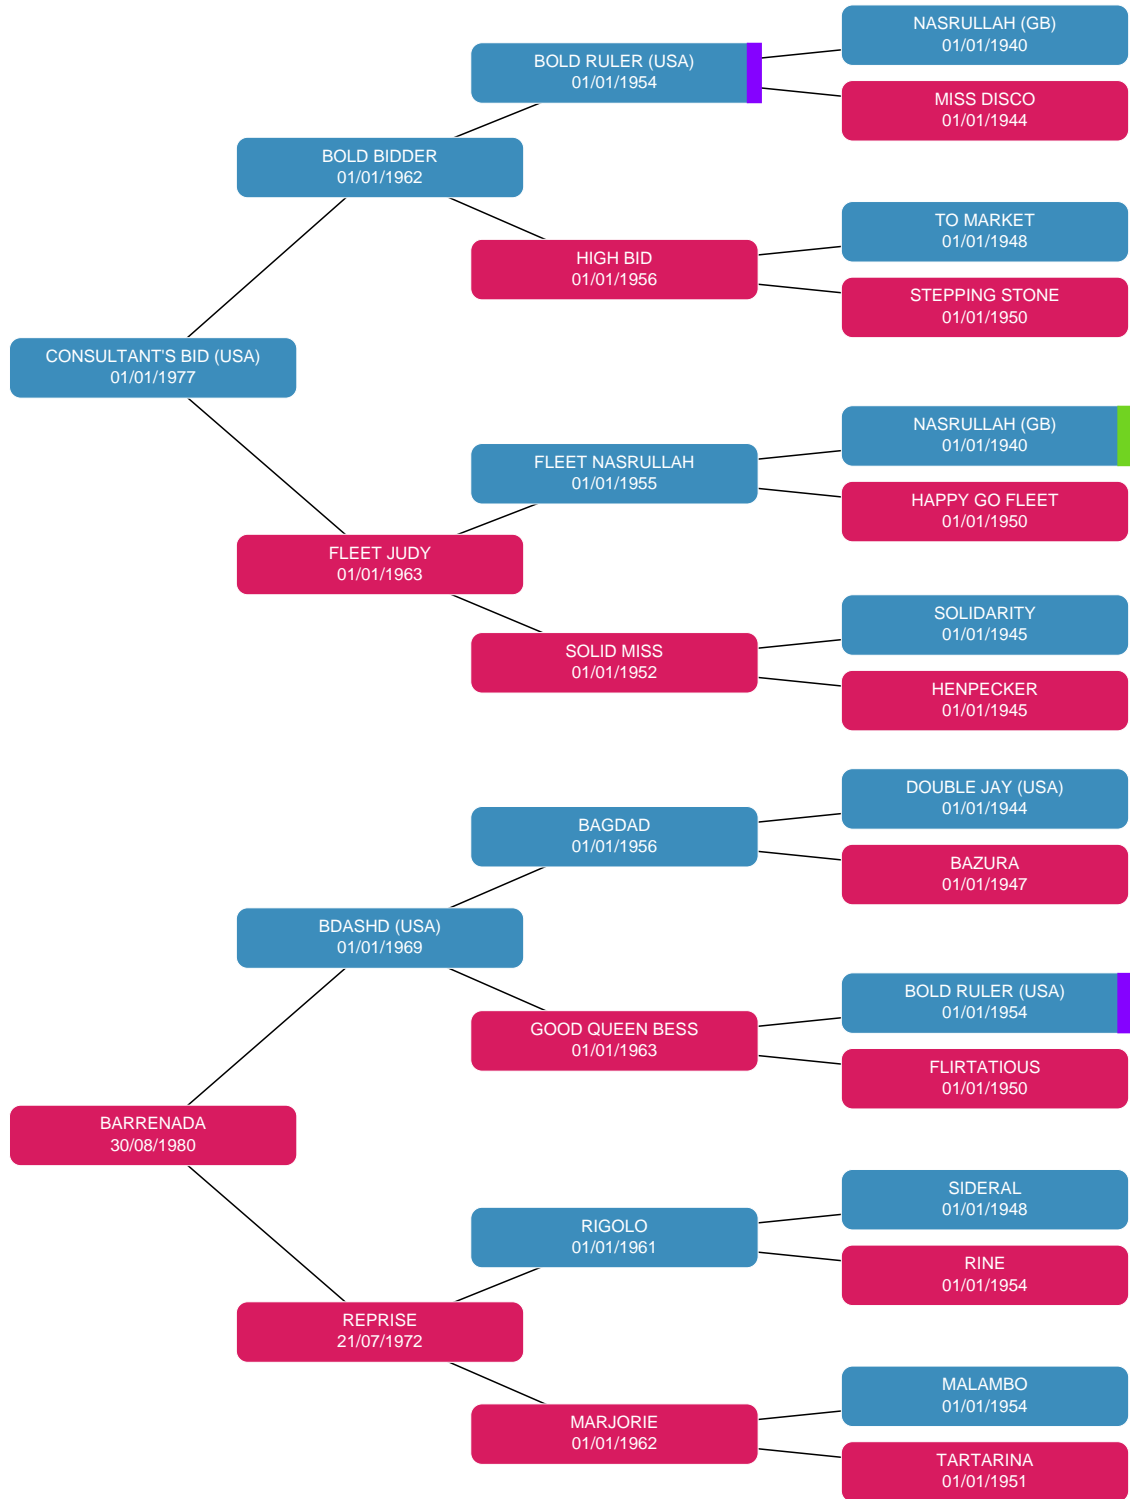 NASRULLAH (GB)
01/01/1940
BOLD RULER (USA)
01/01/1954
MISS DISCO
01/01/1944
BOLD BIDDER
01/01/1962
TO MARKET
01/01/1948
HIGH BID
01/01/1956
STEPPING STONE
01/01/1950
CONSULTANT'S BID (USA)
01/01/1977
NASRULLAH (GB)
01/01/1940
FLEET NASRULLAH
01/01/1955
HAPPY GO FLEET
01/01/1950
FLEET JUDY
01/01/1963
SOLIDARITY
01/01/1945
SOLID MISS
01/01/1952
HENPECKER
01/01/1945
DOUBLE JAY (USA)
01/01/1944
BAGDAD
01/01/1956
BAZURA
01/01/1947
BDASHD (USA)
01/01/1969
BOLD RULER (USA)
01/01/1954
GOOD QUEEN BESS
01/01/1963
FLIRTATIOUS
01/01/1950
BARRENADA
30/08/1980
SIDERAL
01/01/1948
RIGOLO
01/01/1961
RINE
01/01/1954
REPRISE
21/07/1972
MALAMBO
01/01/1954
MARJORIE
01/01/1962
TARTARINA
01/01/1951